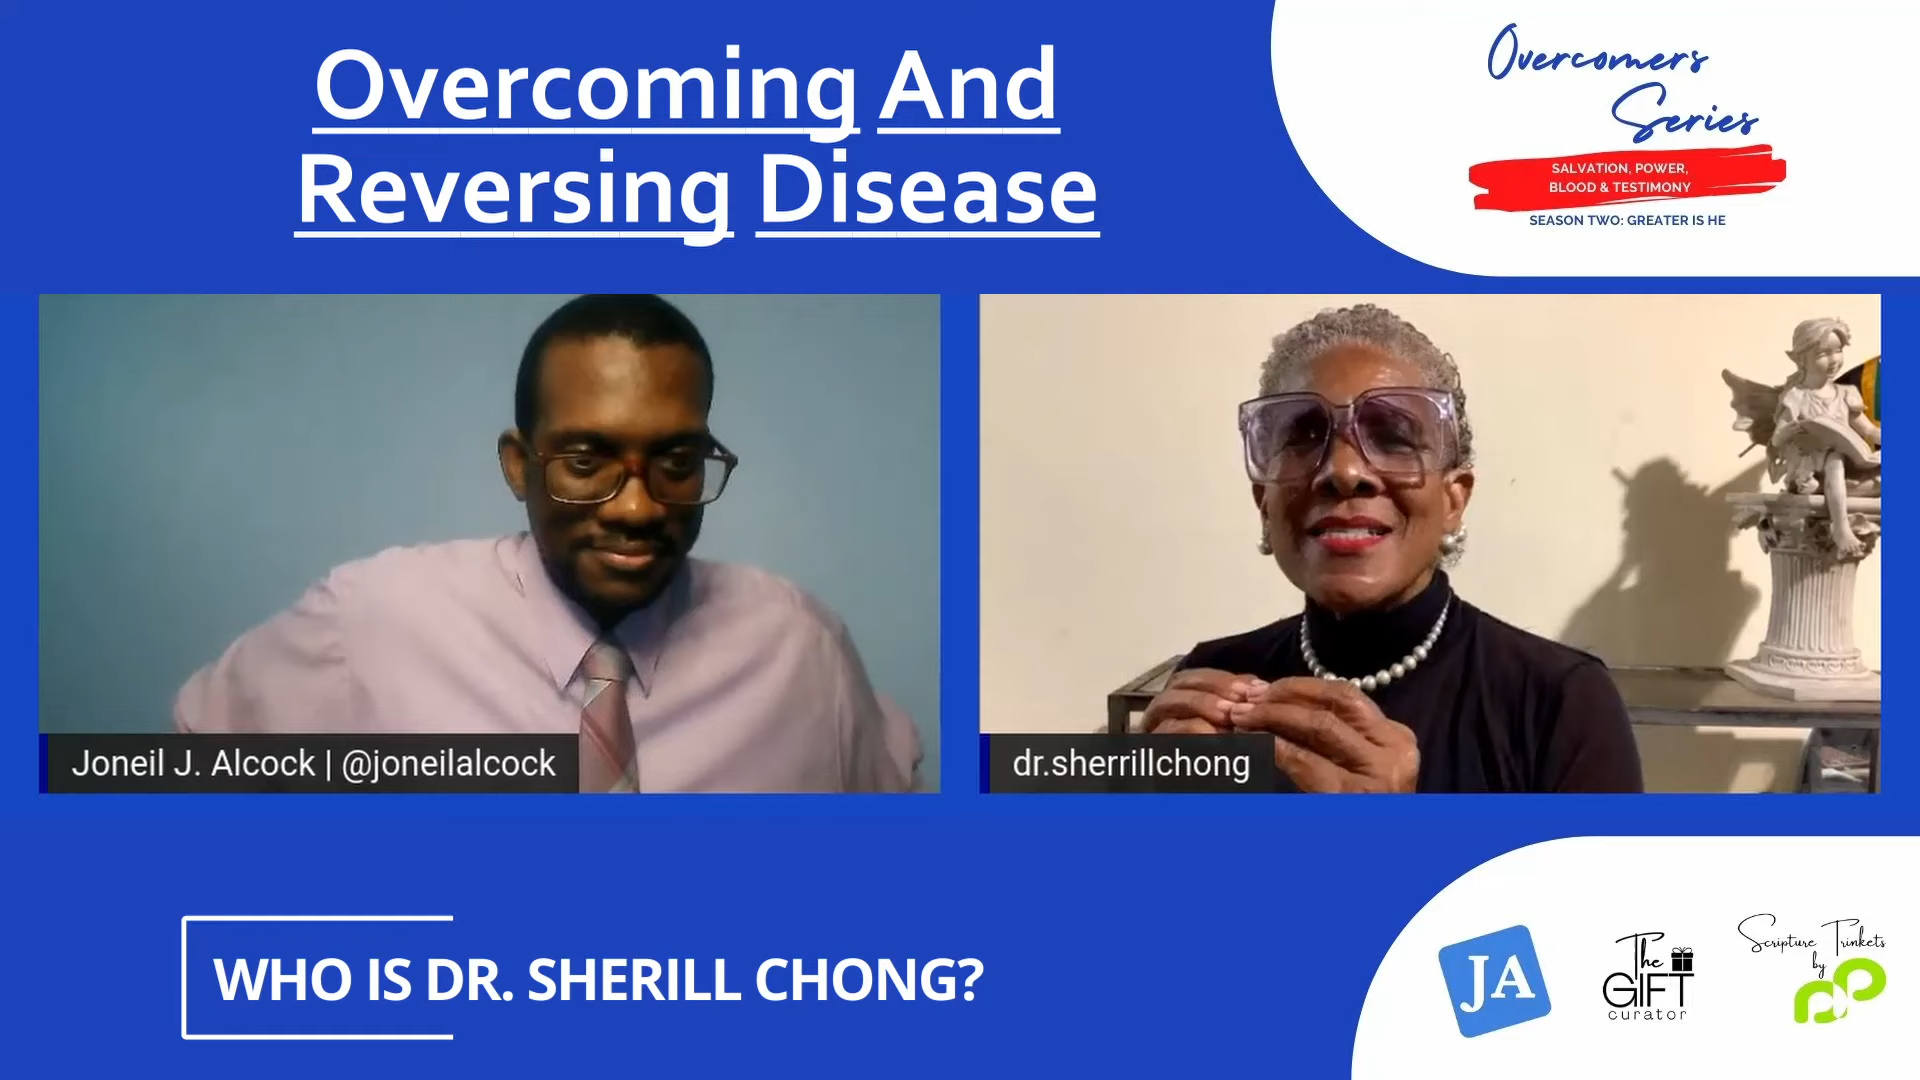 Overcoming And
Reversing Disease
Overcomers
Series
SALVATION, POWER,
BLOOD & TESTIMONY
SEASON TWO: GREATER IS HE
Joneil J. Alcock | @joneilalcock
dr.sherrillchong
WHO IS DR. SHERILL CHONG?
JA
The
GIFT
curator
Scripture Trinkets
by